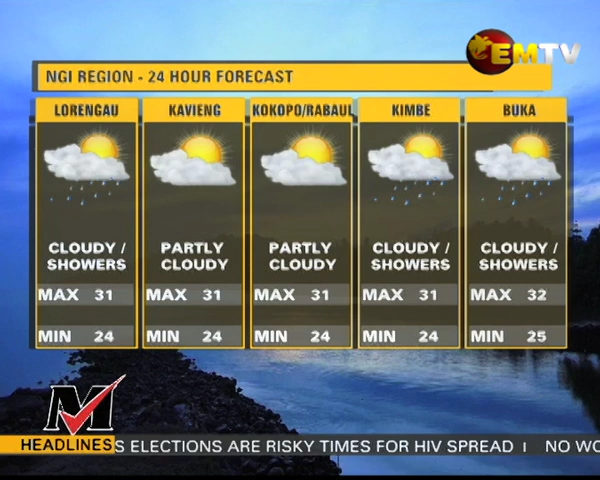 EMTV
NGI REGION - 24 HOUR FORECAST
LORENGAU KAVIENG KOKOPO/RABAUL KIMBE BUKA
CLOUDY / PARTLY PARTLY CLOUDY / CLOUDY /
SHOWERS CLOUDY CLOUDY SHOWERS SHOWERS
MAX 31 MAX 31 MAX 31 MAX 31 MAX 32
MIN 24 MIN 24 MIN 24 MIN 24 MIN 25
M
HEADLINES S ELECTIONS ARE RISKY TIMES FOR HIV SPREAD I NO WO